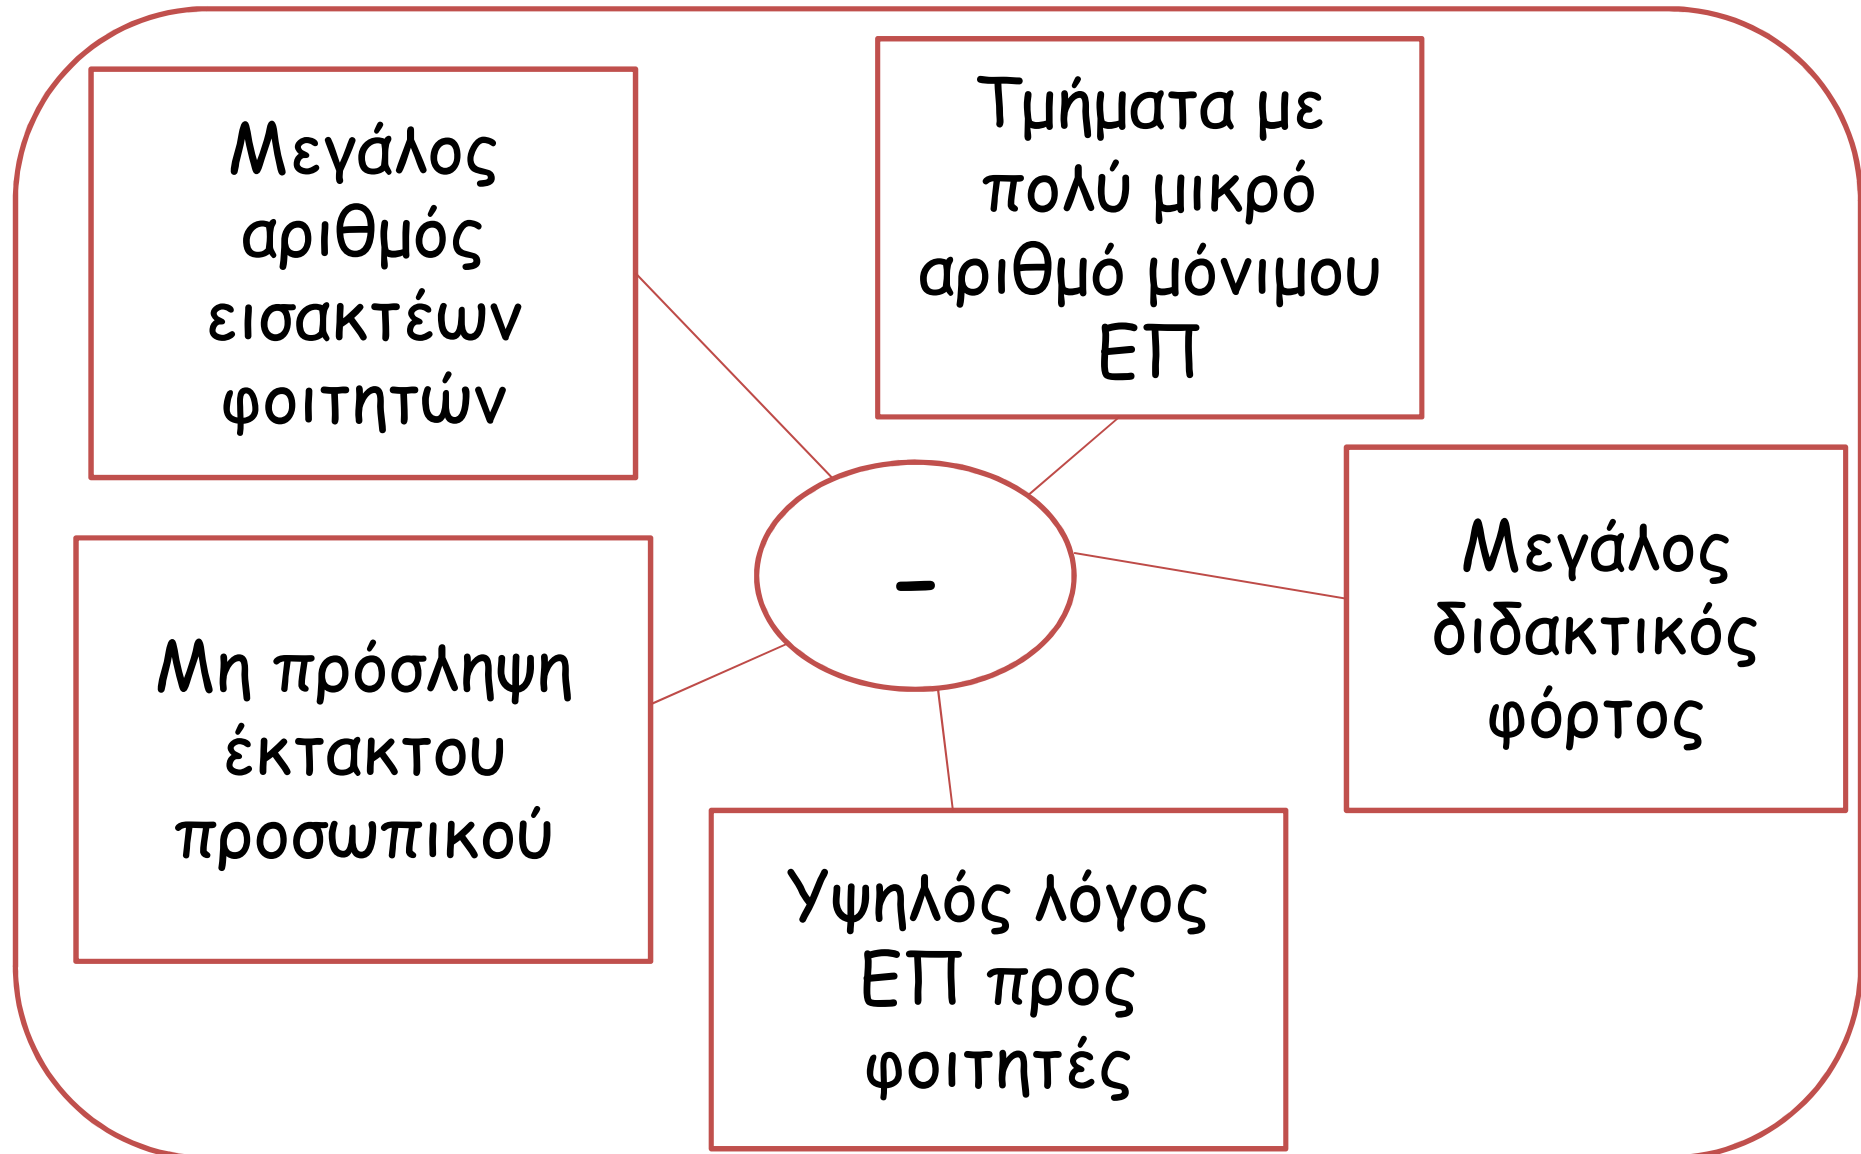 Μεγάλος
αριθμός
εισακτέων
φοιτητών
Τμήματα με
πολύ μικρό
αριθμό μόνιμου
ΕΠ
Μεγάλος
διδακτικός
φόρτος
-
Μη πρόσληψη
έκτακτου
προσωπικού
Υψηλός λόγος
ΕΠ προς
φοιτητές